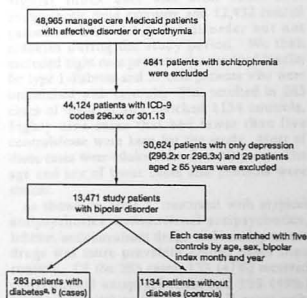 48,965 managed care Medicaid patients
with affective disorder or cyclothymia
4841 patients with schizophrenia
were excluded
44,124 patients with ICD-9
codes 296.xx or 301.13
30,624 patients with only depression
(296.2x or 296.3x) and 29 patients
aged ≥ 65 years were excluded
13,471 study patients
with bipolar disorder
Each case was matched with five
controls by age, sex, bipolar
index month and year
283 patients with
diabetesᵃ, ᵇ (cases)
1134 patients without
diabetes (controls)